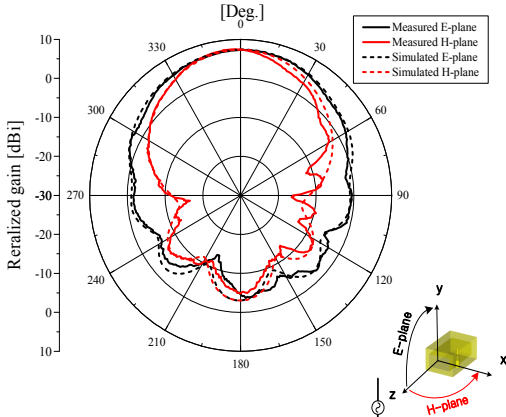 [Deg.]
0
30
60
90
120
150
180
210
240
270
300
330
10
0
-10
-20
-30
-20
-10
0
10
Reralized gain [dBi]
Measured E-plane
Measured H-plane
Simulated E-plane
Simulated H-plane
y
E-plane
x
z
H-plane